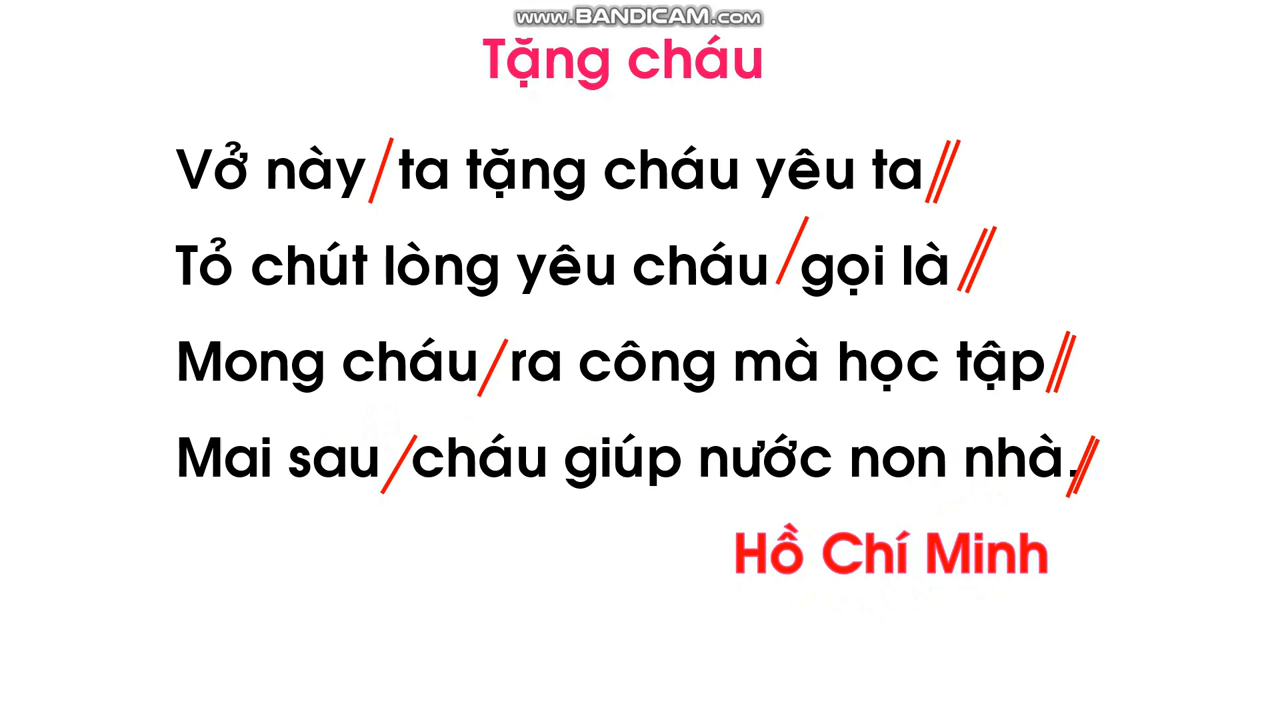 www.BANDICAM.com
Tặng cháu
Vở này/ ta tặng cháu yêu ta//
Tỏ chút lòng yêu cháu/ gọi là//
Mong cháu/ ra công mà học tập//
Mai sau/ cháu giúp nước non nhà.//
Hồ Chí Minh